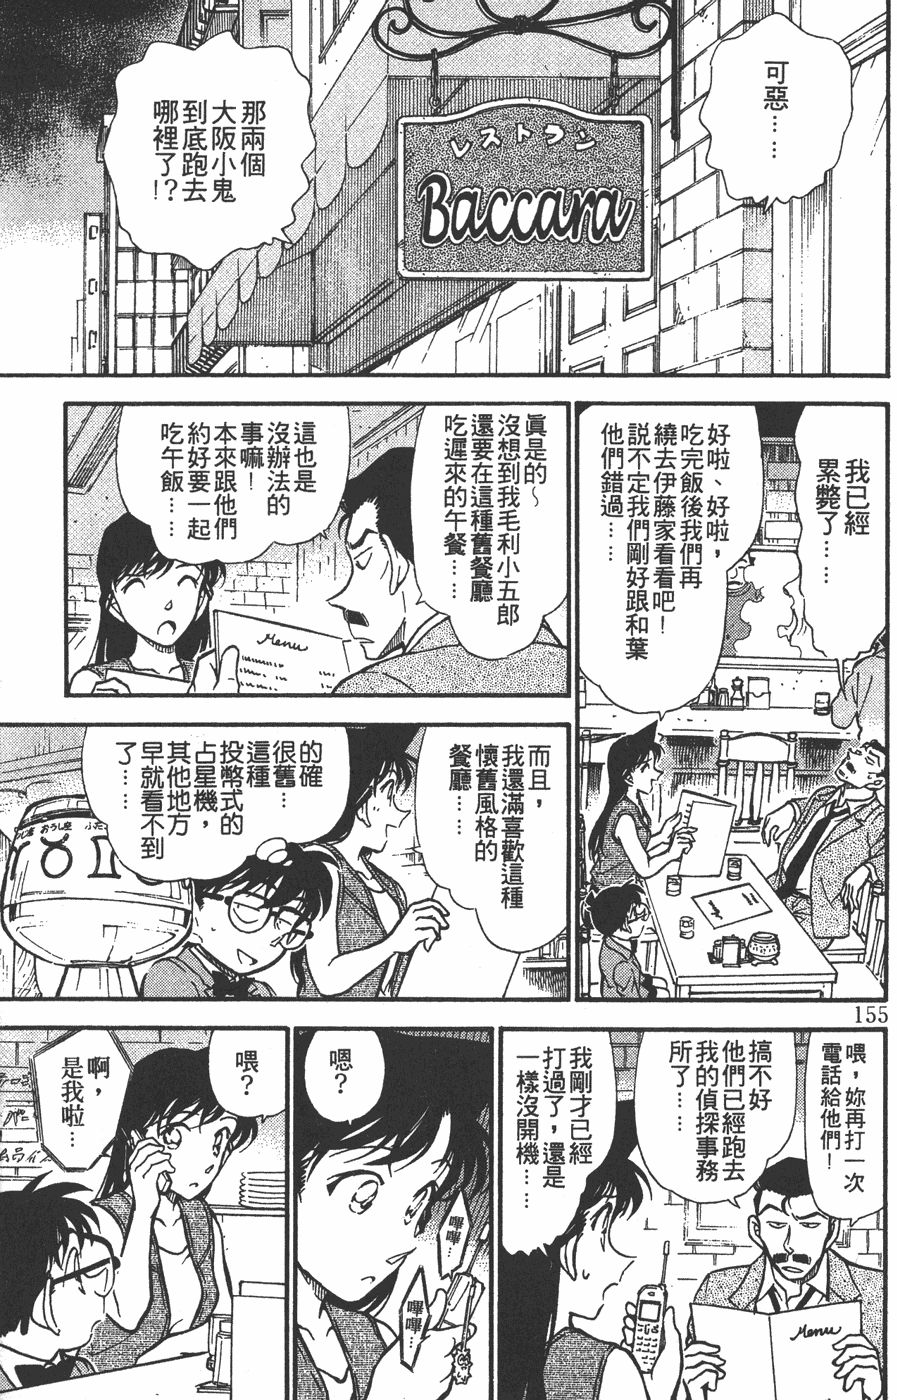 可惡⋯
レストラン
Baccara
那兩個
大阪小鬼
到底跑去
哪裡了!?
我已經
累斃了⋯
好啦、好啦，
吃完飯後我們再
繞去伊藤家看看吧！
說不定我們剛好跟和葉
他們錯過⋯
真是的～
沒想到我毛利小五郎
還要在這種舊餐廳
吃遲來的午餐⋯
Menu
這也是
沒辦法的
事嘛！
本來跟他們
約好要一起
吃午飯⋯
而且，
我還滿喜歡這種
懷舊風格的
餐廳⋯
的確
很舊⋯
這種
投幣式的
占星機，
其他地方
早就看不到
了⋯
おうし座
ふた
155
喂，妳再打一次
電話給他們！
搞不好
他們已經跑去
我的偵探事務
所了⋯
Menu
我剛才已經
打過了，還是
一樣沒開機⋯
嗯？
嗶嗶⋯
嗶嗶⋯
喂？
啊，
是我啦⋯